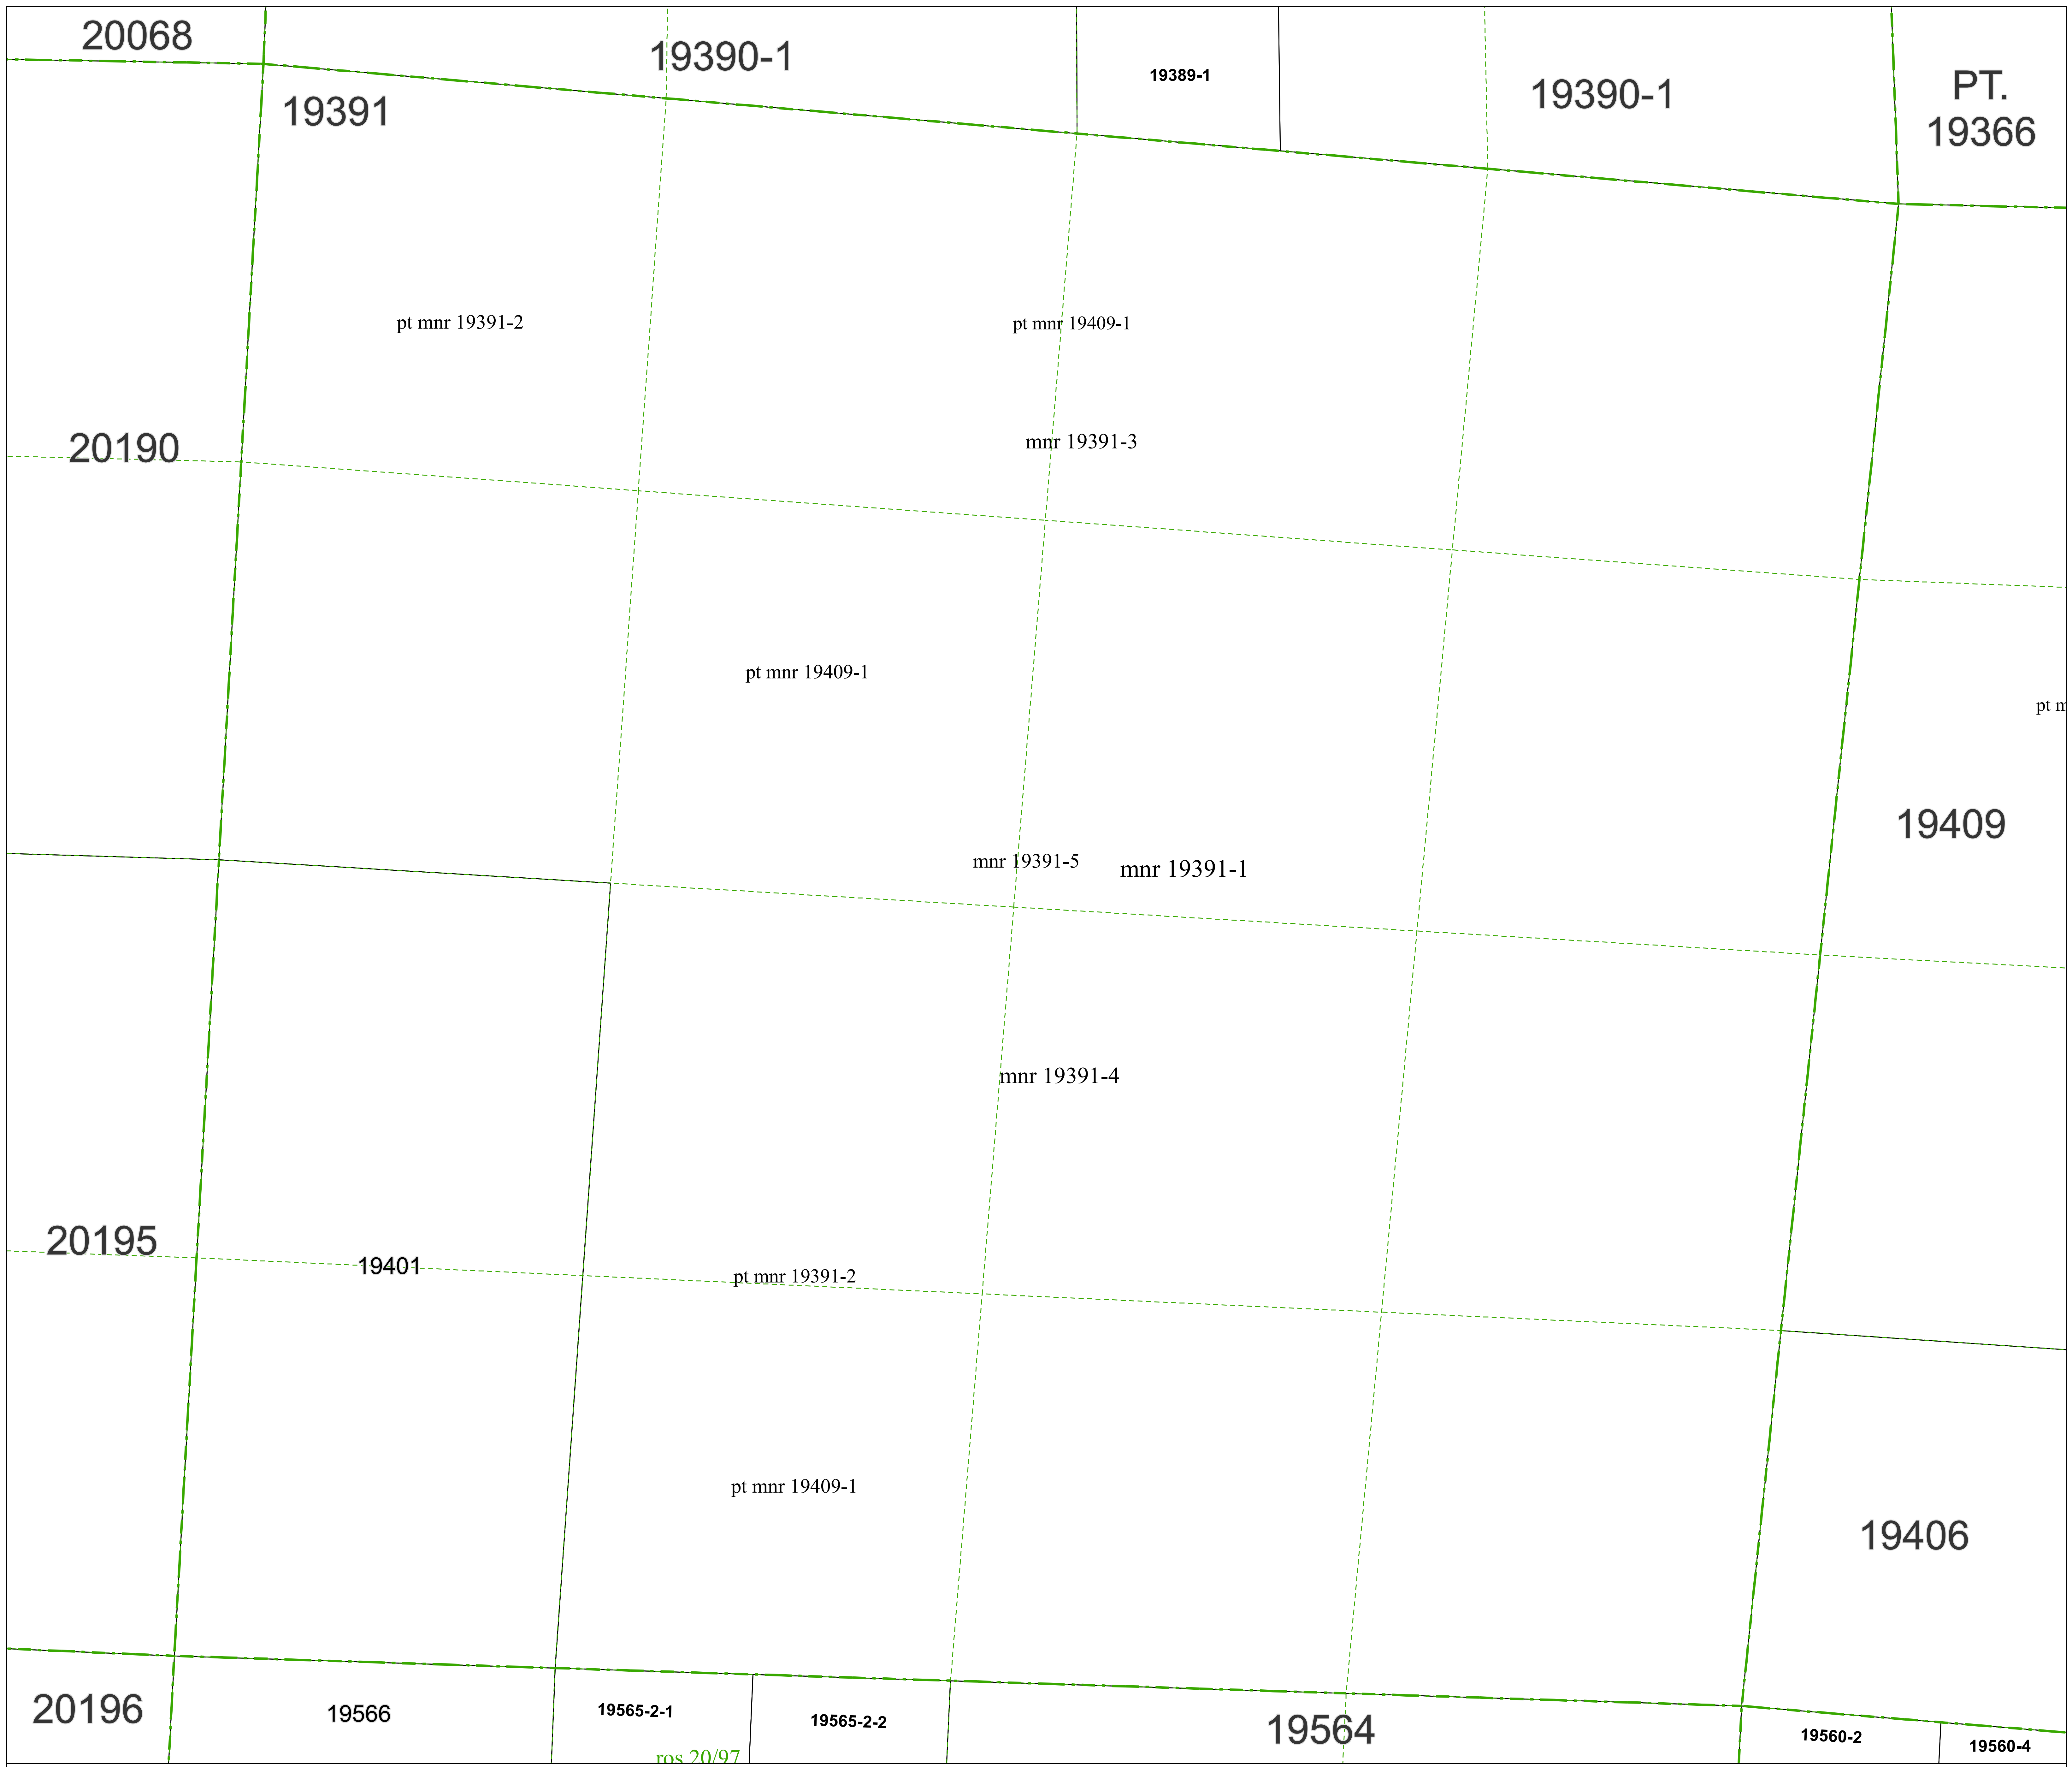 20068
19390-1
19389-1
19390-1
PT.
19366
19391
pt mnr 19391-2
pt mnr 19409-1
mnr 19391-3
20190
pt mnr 19409-1
pt m
19409
mnr 19391-5
mnr 19391-1
mnr 19391-4
20195
19401
pt mnr 19391-2
pt mnr 19409-1
19406
20196
19566
19565-2-1
19565-2-2
19564
19560-2
19560-4
ros 20/97